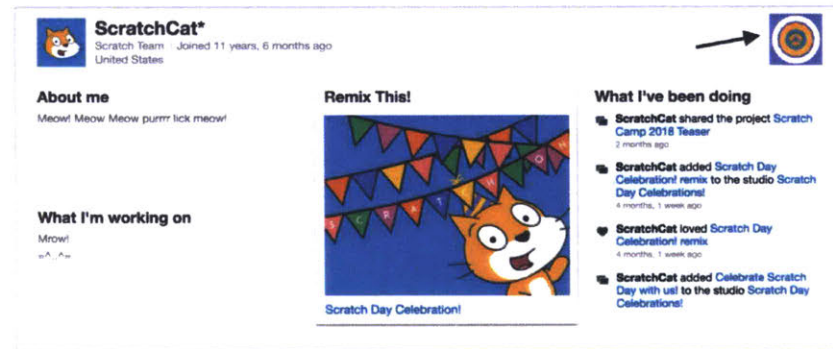 ScratchCat*
Scratch Team | Joined 11 years, 6 months ago
United States
About me
Meow! Meow Meow purrrr lick meow!
What I'm working on
Mrow!
=^..^=
Remix This!
SCRATCHTHON
Scratch Day Celebration!
What I've been doing
ScratchCat shared the project Scratch
Camp 2018 Teaser
2 months ago
ScratchCat added Scratch Day
Celebration! remix to the studio Scratch
Day Celebrations!
4 months, 1 week ago
ScratchCat loved Scratch Day
Celebration! remix
4 months, 1 week ago
ScratchCat added Celebrate Scratch
Day with us! to the studio Scratch Day
Celebrations!